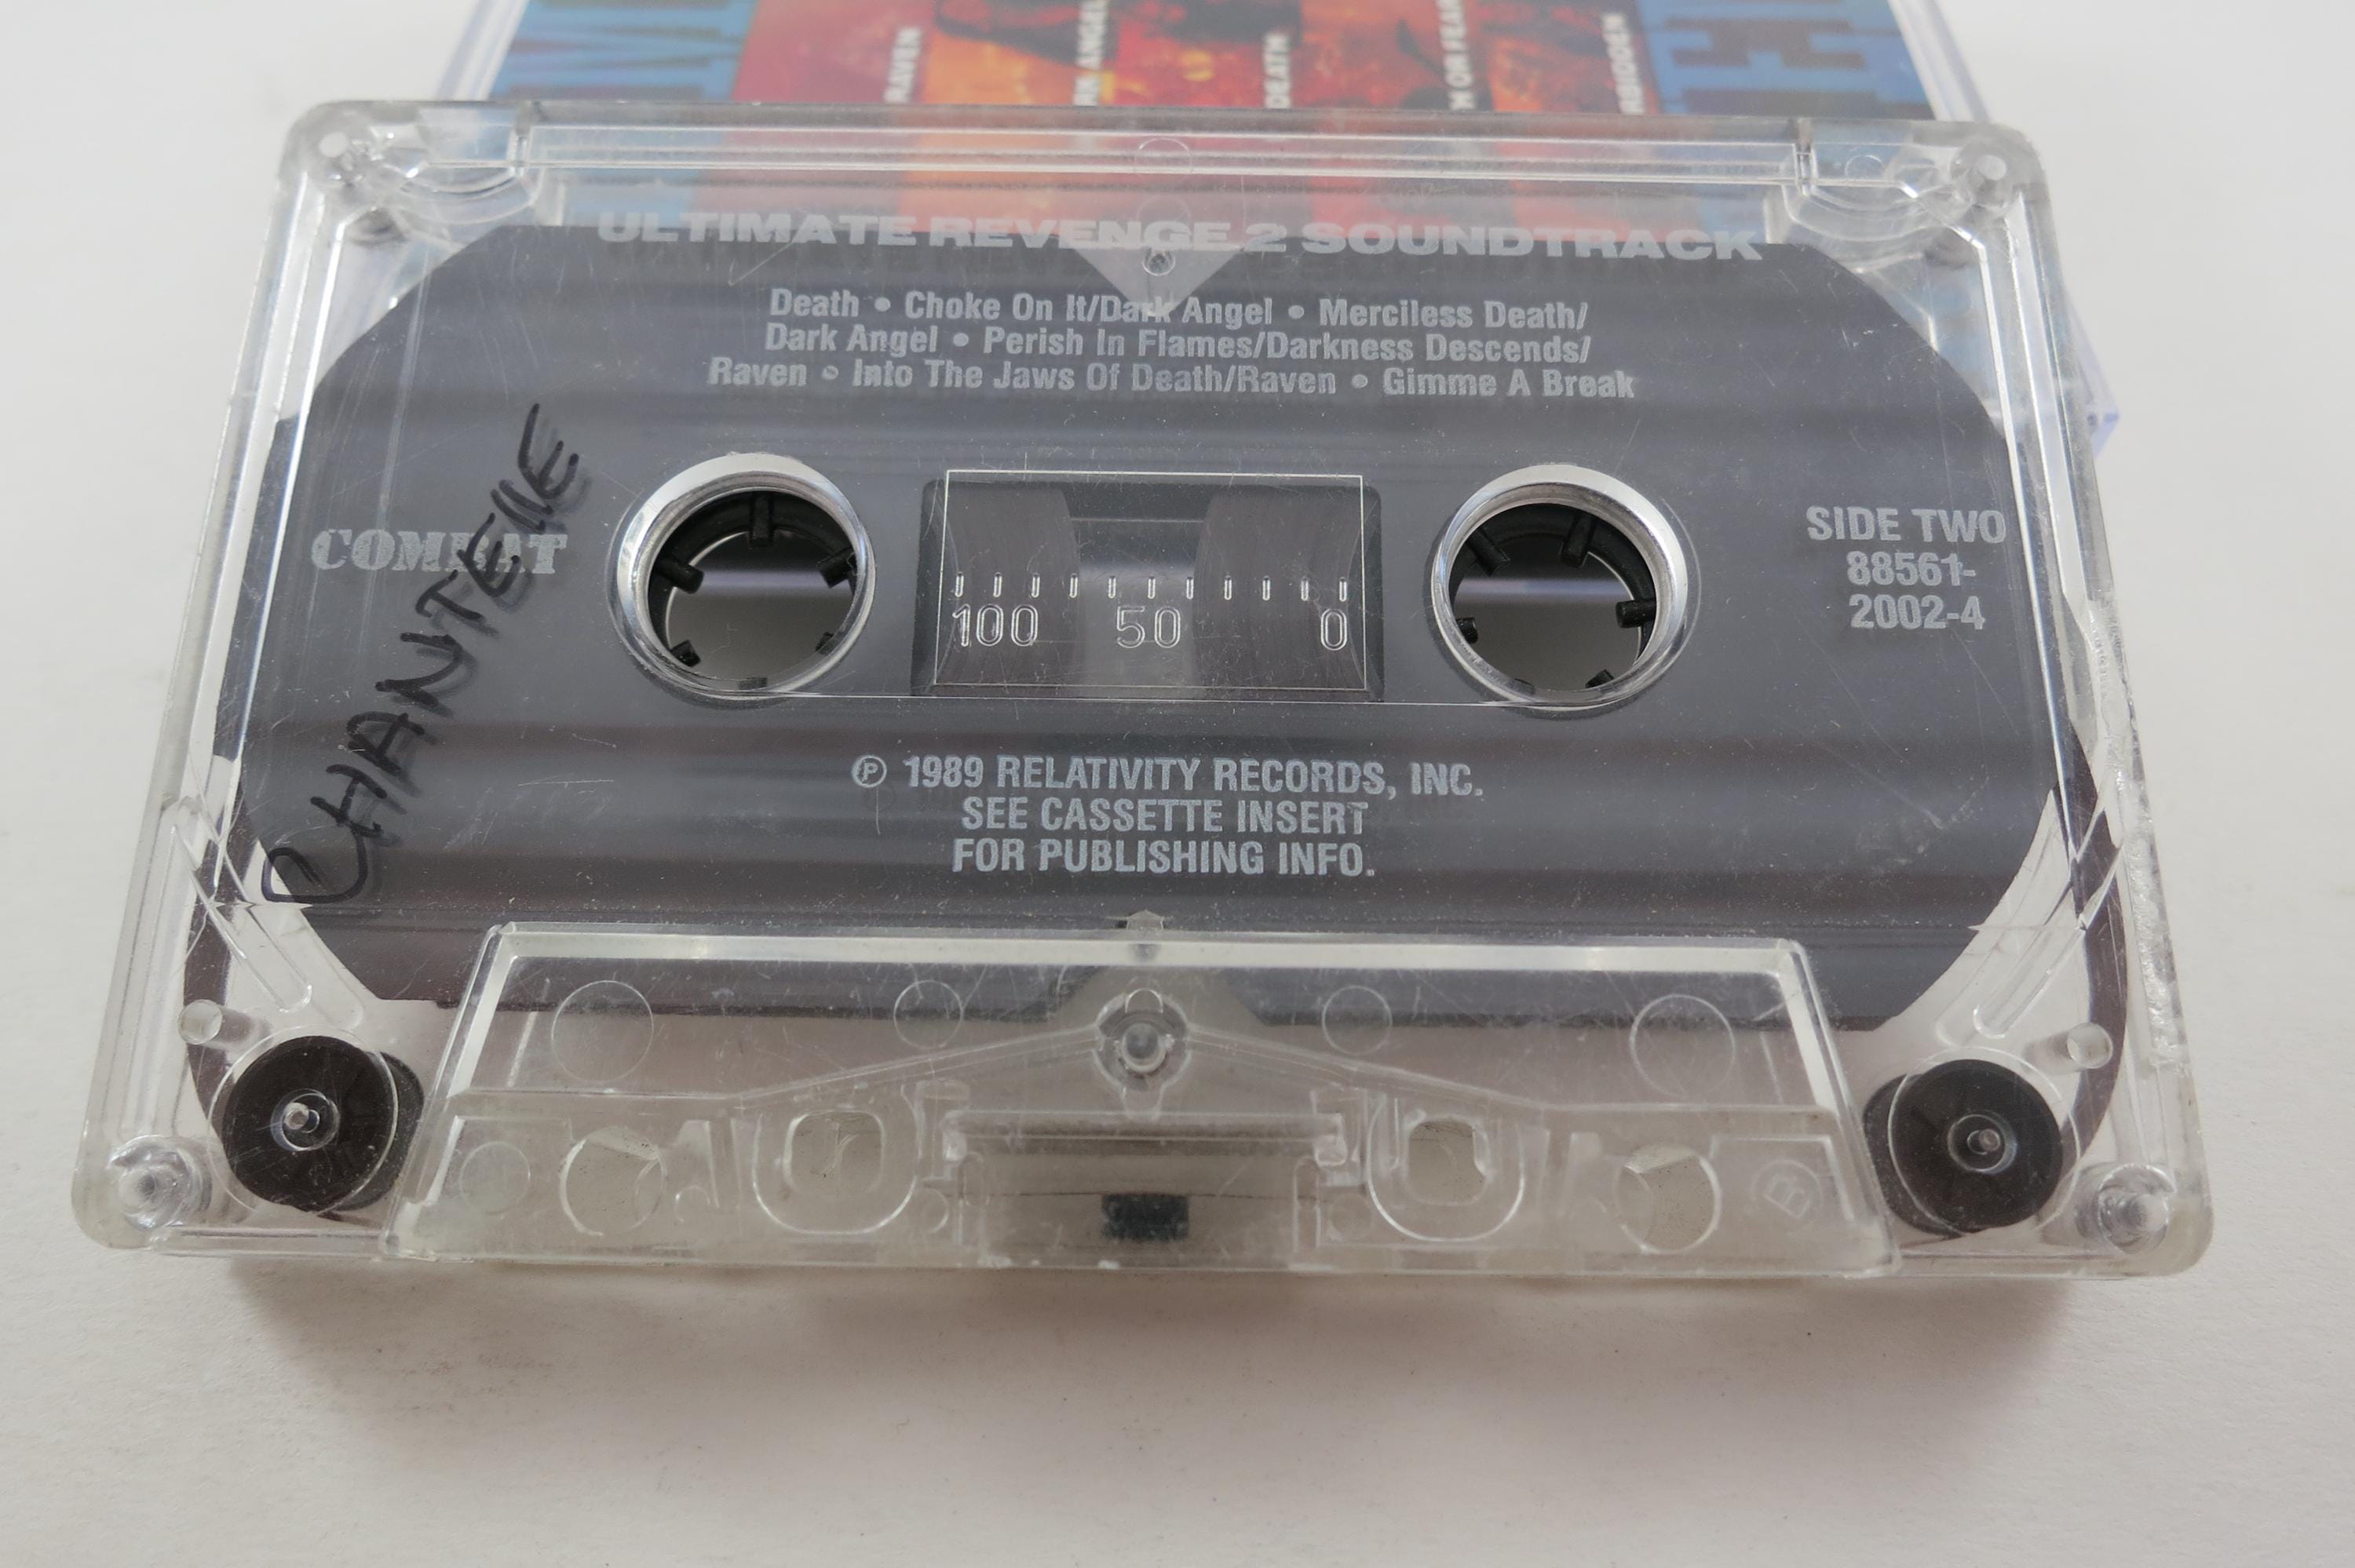 RAVEN
DEATH
ULTIMATE REVENGE 2 SOUNDTRACK
Death • Choke On It/Dark Angel • Merciless Death/
Dark Angel • Perish In Flames/Darkness Descends/
Raven • Into The Jaws Of Death/Raven • Gimme A Break
COMBAT
CHANTEllE
100 50 0
SIDE TWO
88561-
2002-4
Ⓟ 1989 RELATIVITY RECORDS, INC.
SEE CASSETTE INSERT
FOR PUBLISHING INFO.
B